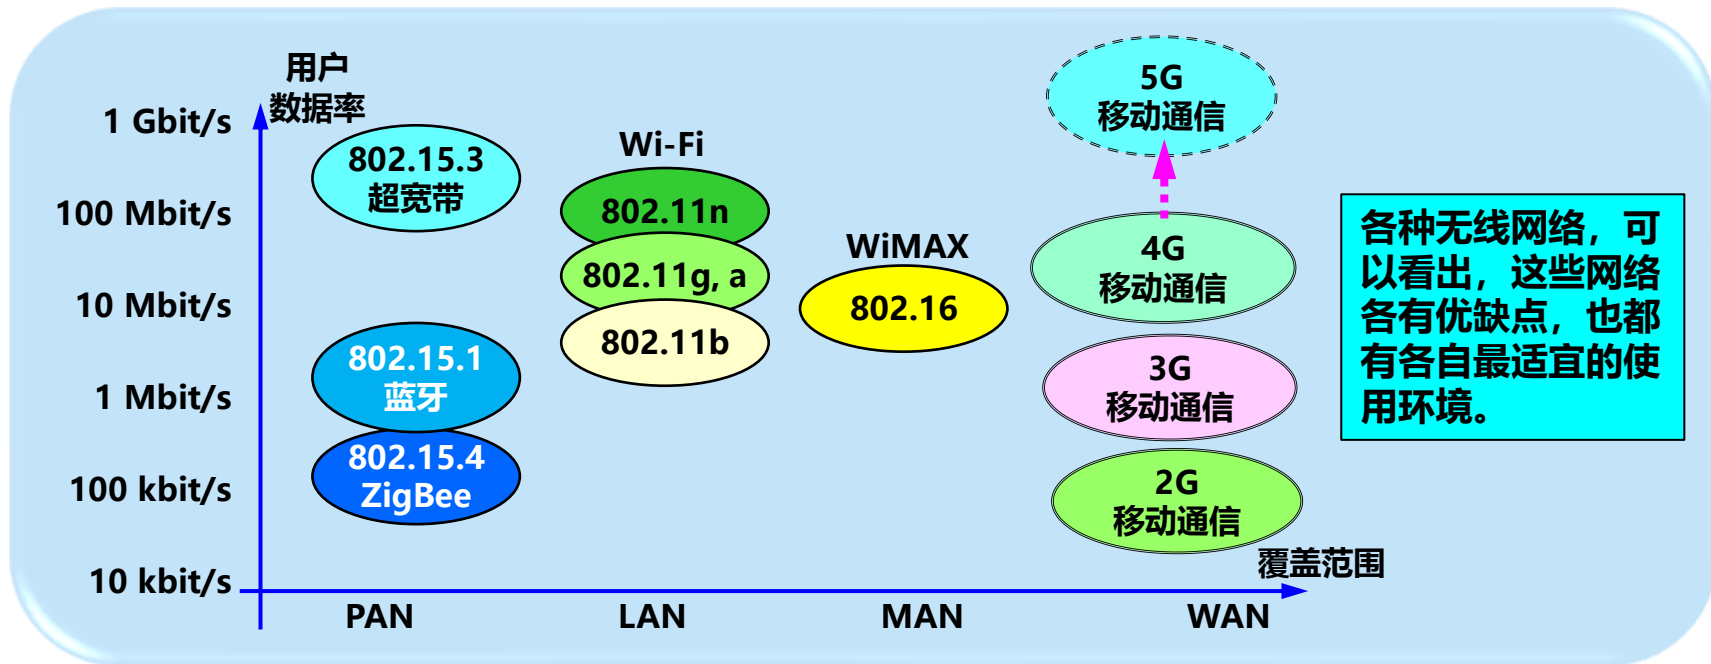 用户
数据率
1 Gbit/s
100 Mbit/s
10 Mbit/s
1 Mbit/s
100 kbit/s
10 kbit/s
802.15.3
超宽带
802.15.1
蓝牙
802.15.4
ZigBee
Wi-Fi
802.11n
802.11g, a
802.11b
WiMAX
802.16
5G
移动通信
4G
移动通信
3G
移动通信
2G
移动通信
覆盖范围
PAN
LAN
MAN
WAN
各种无线网络，可
以看出，这些网络
各有优缺点，也都
有各自最适宜的使
用环境。